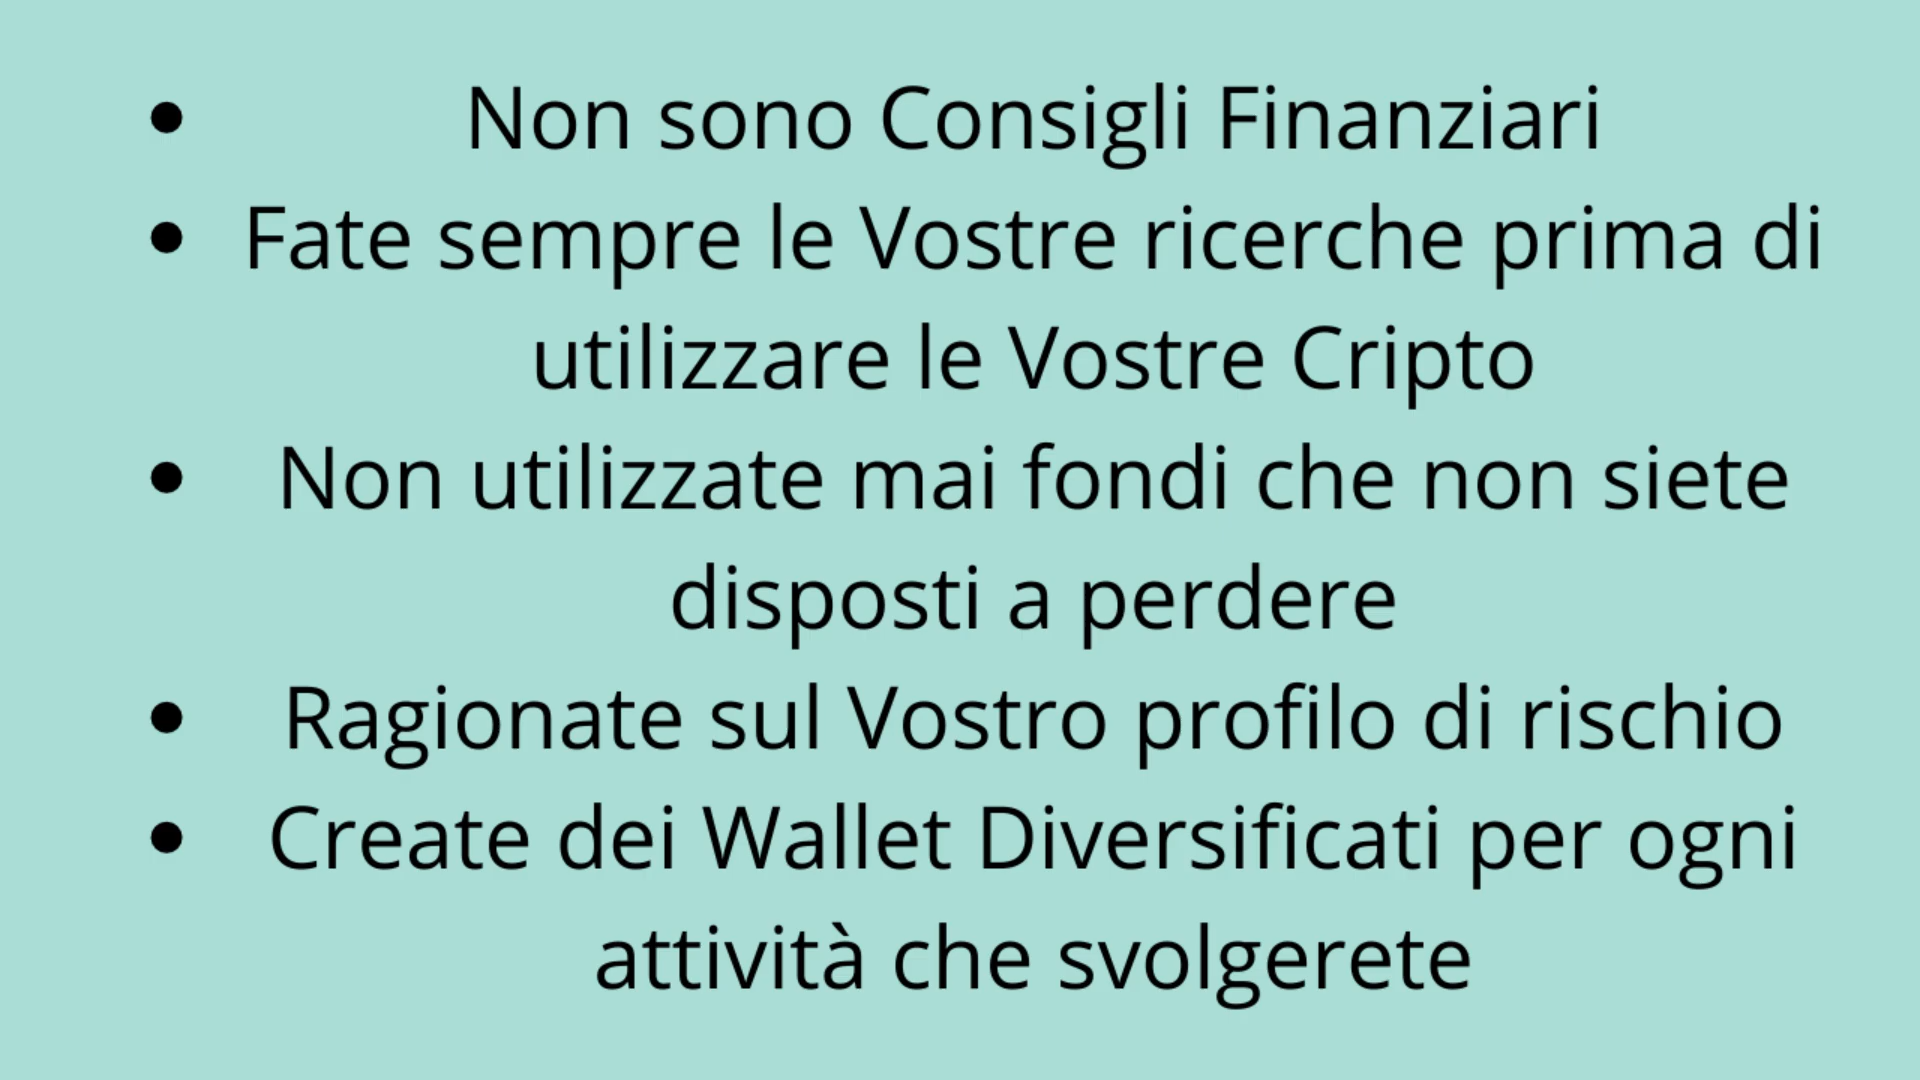 • Non sono Consigli Finanziari
• Fate sempre le Vostre ricerche prima di
utilizzare le Vostre Cripto
• Non utilizzate mai fondi che non siete
disposti a perdere
• Ragionate sul Vostro profilo di rischio
• Create dei Wallet Diversificati per ogni
attività che svolgerete